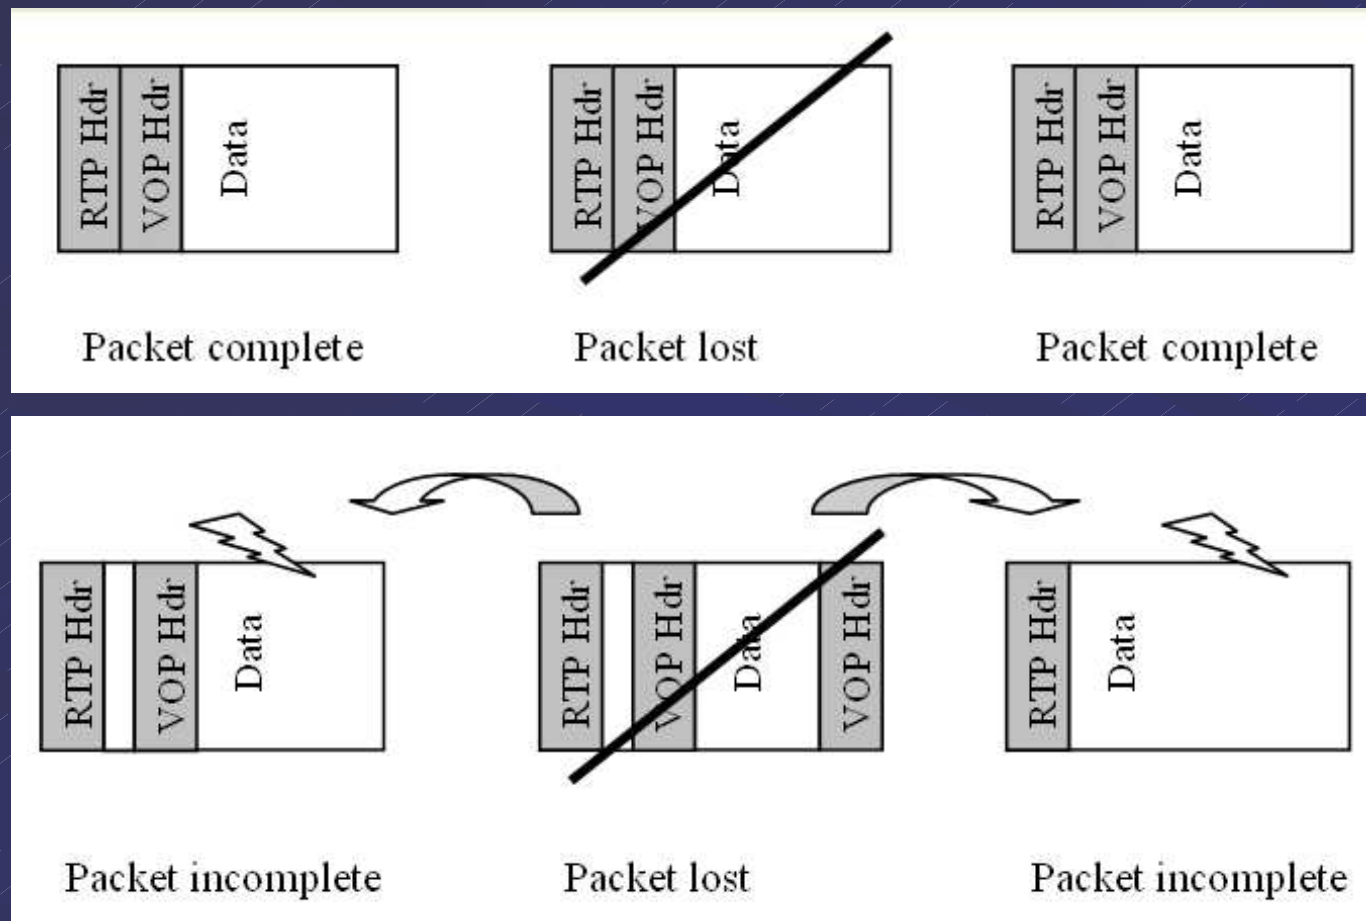 RTP Hdr
VOP Hdr
Data
RTP Hdr
VOP Hdr
Data
RTP Hdr
VOP Hdr
Data
Packet complete
Packet lost
Packet complete
RTP Hdr
VOP Hdr
Data
RTP Hdr
VOP Hdr
Data
VOP Hdr
RTP Hdr
Data
Packet incomplete
Packet lost
Packet incomplete